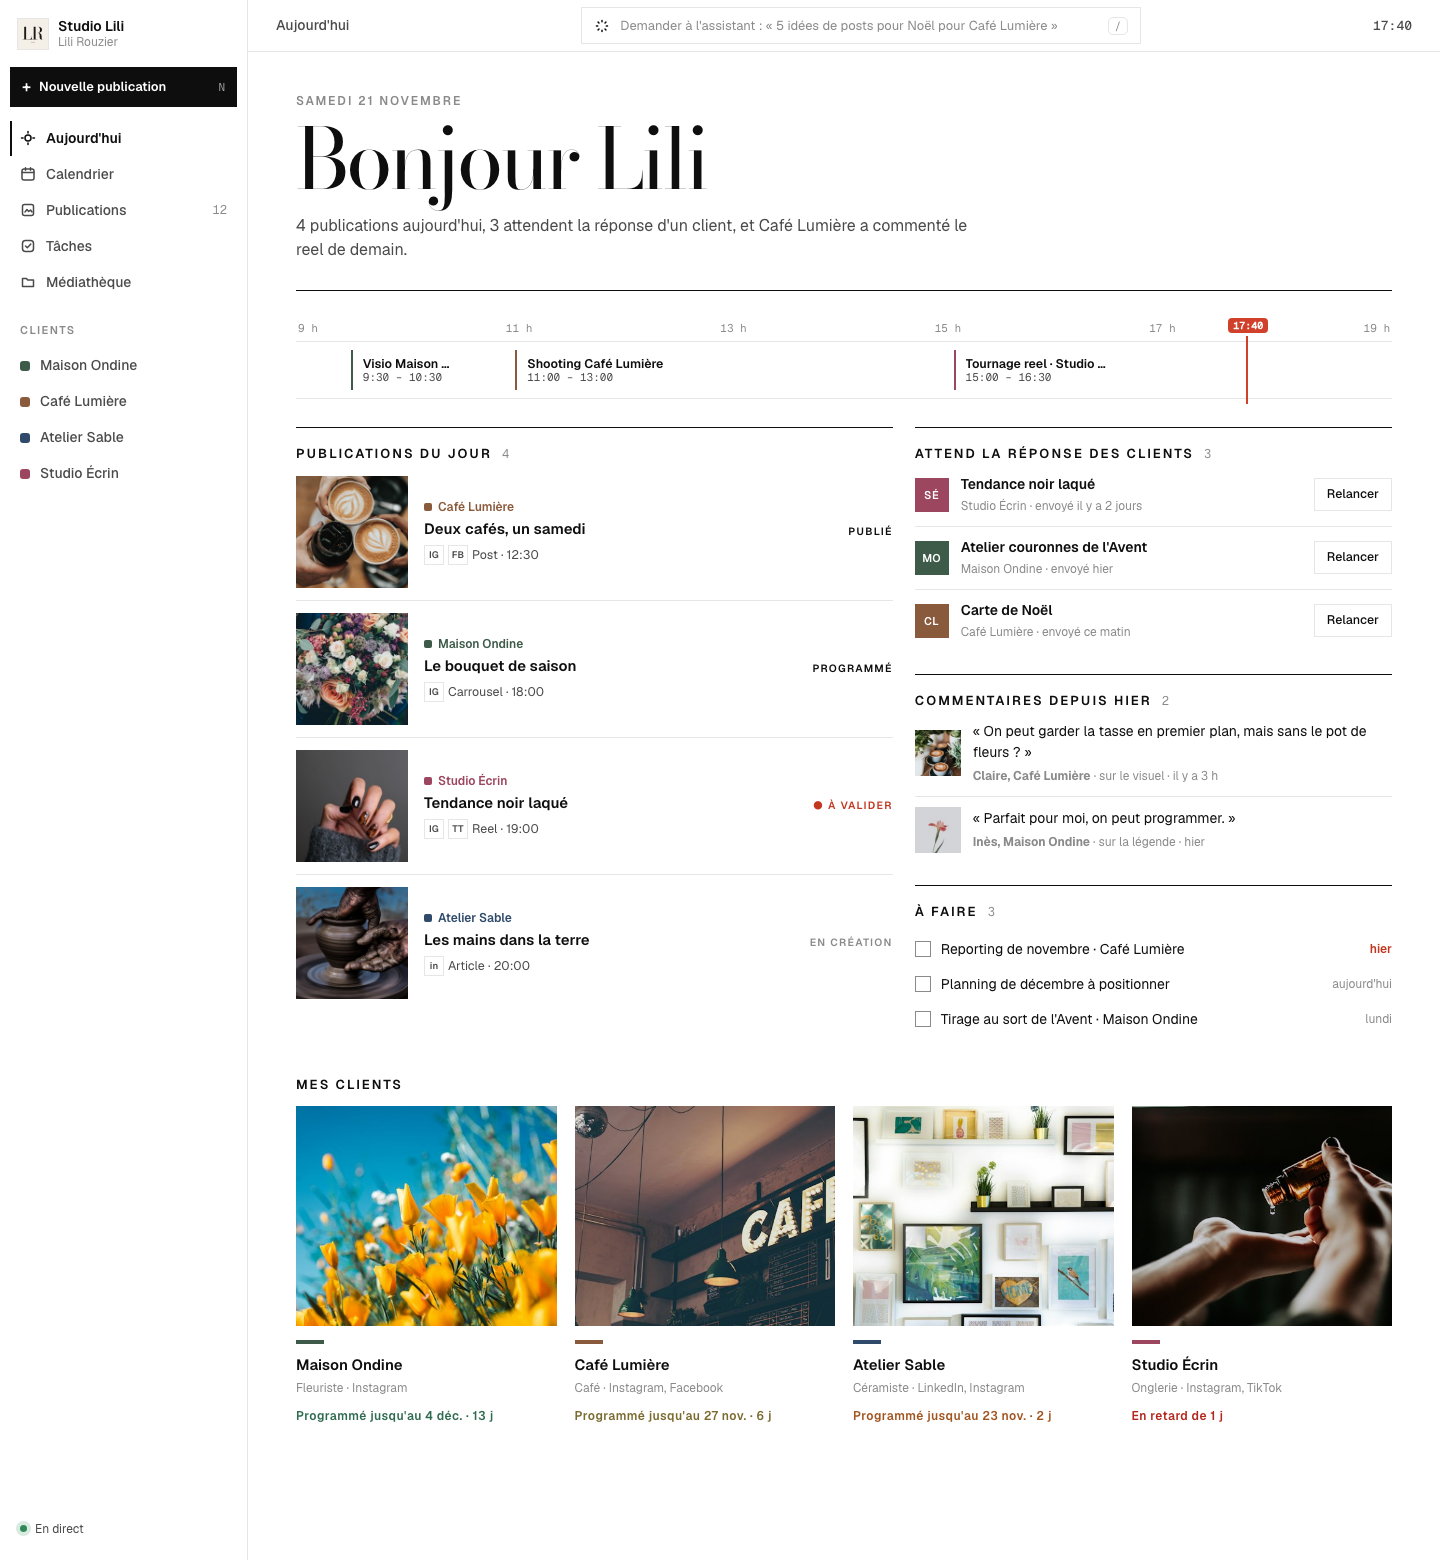 LR
Studio Lili
Lili Rouzier
+ Nouvelle publication N
Aujourd'hui
Calendrier
Publications 12
Tâches
Médiathèque
CLIENTS
Maison Ondine
Café Lumière
Atelier Sable
Studio Écrin
En direct
Aujourd'hui
Demander à l'assistant : « 5 idées de posts pour Noël pour Café Lumière » /
17:40
SAMEDI 21 NOVEMBRE
Bonjour Lili
4 publications aujourd'hui, 3 attendent la réponse d'un client, et Café Lumière a commenté le
reel de demain.
9 h 11 h 13 h 15 h 17 h 17:40 19 h
Visio Maison ...
9:30 – 10:30
Shooting Café Lumière
11:00 – 13:00
Tournage reel · Studio ...
15:00 – 16:30
PUBLICATIONS DU JOUR 4
Café Lumière
Deux cafés, un samedi
IG FB Post · 12:30
PUBLIÉ
Maison Ondine
Le bouquet de saison
IG Carrousel · 18:00
PROGRAMMÉ
Studio Écrin
Tendance noir laqué
IG TT Reel · 19:00
À VALIDER
Atelier Sable
Les mains dans la terre
in Article · 20:00
EN CRÉATION
ATTEND LA RÉPONSE DES CLIENTS 3
SÉ
Tendance noir laqué
Studio Écrin · envoyé il y a 2 jours
Relancer
MO
Atelier couronnes de l'Avent
Maison Ondine · envoyé hier
Relancer
CL
Carte de Noël
Café Lumière · envoyé ce matin
Relancer
COMMENTAIRES DEPUIS HIER 2
« On peut garder la tasse en premier plan, mais sans le pot de
fleurs ? »
Claire, Café Lumière · sur le visuel · il y a 3 h
« Parfait pour moi, on peut programmer. »
Inès, Maison Ondine · sur la légende · hier
À FAIRE 3
Reporting de novembre · Café Lumière hier
Planning de décembre à positionner aujourd'hui
Tirage au sort de l'Avent · Maison Ondine lundi
MES CLIENTS
CAFE
Maison Ondine
Fleuriste · Instagram
Programmé jusqu'au 4 déc. · 13 j
Café Lumière
Café · Instagram, Facebook
Programmé jusqu'au 27 nov. · 6 j
Atelier Sable
Céramiste · LinkedIn, Instagram
Programmé jusqu'au 23 nov. · 2 j
Studio Écrin
Onglerie · Instagram, TikTok
En retard de 1 j